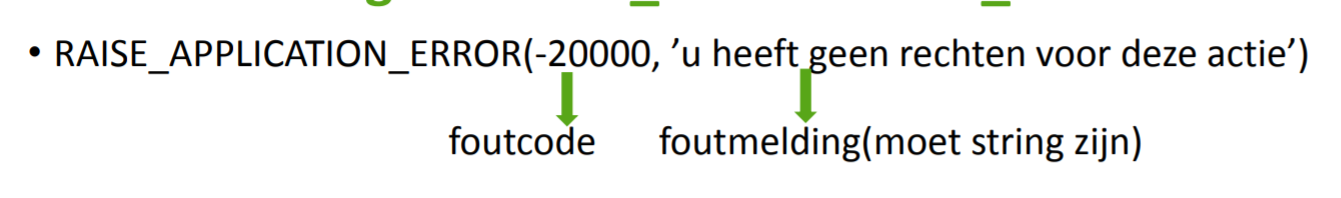 • RAISE_APPLICATION_ERROR(-20000, ’u heeft geen rechten voor deze actie’)
foutcode foutmelding(moet string zijn)